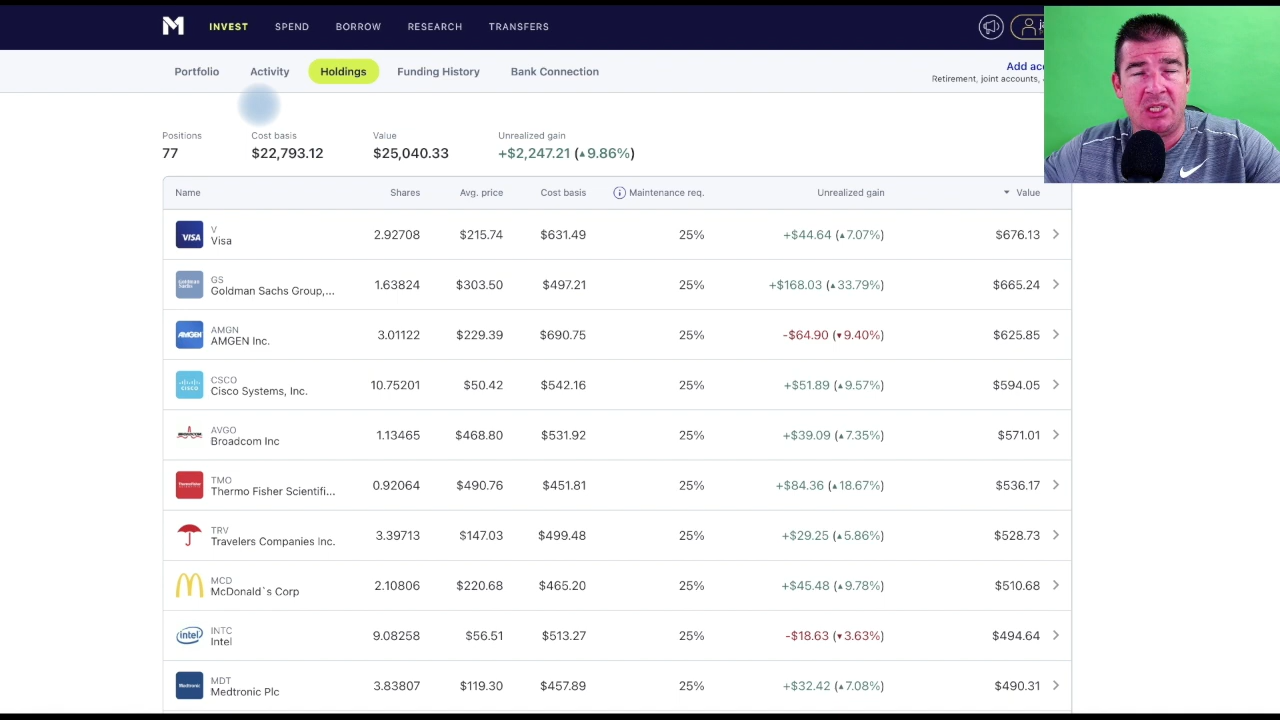 M INVEST SPEND BORROW RESEARCH TRANSFERS
Portfolio Activity Holdings Funding History Bank Connection
Add acc
Retirement, joint accounts,
Positions Cost basis Value Unrealized gain
77 $22,793.12 $25,040.33 +$2,247.21 (▲9.86%)
Name Shares Avg. price Cost basis Maintenance req. Unrealized gain Value
VISA V
Visa 2.92708 $215.74 $631.49 25% +$44.64 (▲7.07%) $676.13
Goldman Sachs GS
Goldman Sachs Group,... 1.63824 $303.50 $497.21 25% +$168.03 (▲33.79%) $665.24
AMGEN AMGN
AMGEN Inc. 3.01122 $229.39 $690.75 25% -$64.90 (▼9.40%) $625.85
CISCO CSCO
Cisco Systems, Inc. 10.75201 $50.42 $542.16 25% +$51.89 (▲9.57%) $594.05
BROADCOM AVGO
Broadcom Inc 1.13465 $468.80 $531.92 25% +$39.09 (▲7.35%) $571.01
TMO
Thermo Fisher Scientifi... 0.92064 $490.76 $451.81 25% +$84.36 (▲18.67%) $536.17
TRV
Travelers Companies Inc. 3.39713 $147.03 $499.48 25% +$29.25 (▲5.86%) $528.73
MCD
McDonald`s Corp 2.10806 $220.68 $465.20 25% +$45.48 (▲9.78%) $510.68
intel INTC
Intel 9.08258 $56.51 $513.27 25% -$18.63 (▼3.63%) $494.64
Medtronic MDT
Medtronic Plc 3.83807 $119.30 $457.89 25% +$32.42 (▲7.08%) $490.31